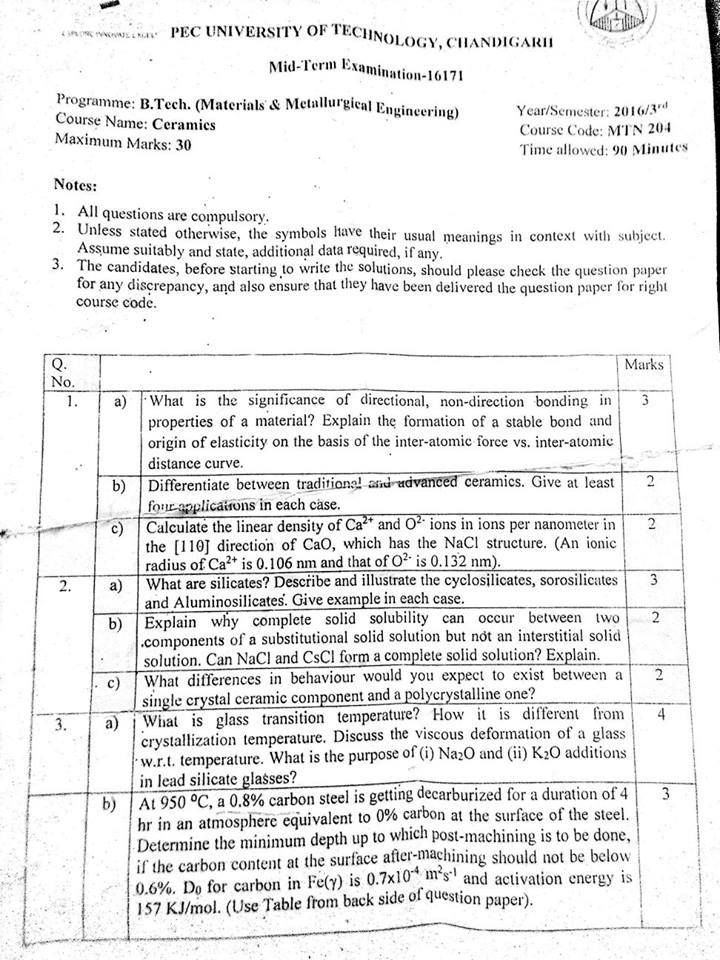 PEC UNIVERSITY OF TECHNOLOGY, CHANDIGARH
Mid-Term Examination-16171
Programme: B.Tech. (Materials & Metallurgical Engineering)
Year/Semester: 2016/3rd
Course Name: Ceramics
Course Code: MTN 204
Maximum Marks: 30
Time allowed: 90 Minutes
Notes:
1. All questions are compulsory.
2. Unless stated otherwise, the symbols have their usual meanings in context with subject.
Assume suitably and state, additional data required, if any.
3. The candidates, before starting to write the solutions, should please check the question paper
for any discrepancy, and also ensure that they have been delivered the question paper for right
course code.
Q. No. Marks
1. a) What is the significance of directional, non-direction bonding in 3
properties of a material? Explain the formation of a stable bond and
origin of elasticity on the basis of the inter-atomic force vs. inter-atomic
distance curve.
b) Differentiate between traditional and advanced ceramics. Give at least 2
four applications in each case.
c) Calculate the linear density of Ca²⁺ and O²⁻ ions in ions per nanometer in 2
the [110] direction of CaO, which has the NaCl structure. (An ionic
radius of Ca²⁺ is 0.106 nm and that of O²⁻ is 0.132 nm).
2. a) What are silicates? Describe and illustrate the cyclosilicates, sorosilicates 3
and Aluminosilicates. Give example in each case.
b) Explain why complete solid solubility can occur between two 2
components of a substitutional solid solution but not an interstitial solid
solution. Can NaCl and CsCl form a complete solid solution? Explain.
c) What differences in behaviour would you expect to exist between a 2
single crystal ceramic component and a polycrystalline one?
3. a) What is glass transition temperature? How it is different from 4
crystallization temperature. Discuss the viscous deformation of a glass
w.r.t. temperature. What is the purpose of (i) Na₂O and (ii) K₂O additions
in lead silicate glasses?
b) At 950 ⁰C, a 0.8% carbon steel is getting decarburized for a duration of 4 3
hr in an atmosphere equivalent to 0% carbon at the surface of the steel.
Determine the minimum depth up to which post-machining is to be done,
if the carbon content at the surface after-machining should not be below
0.6%. D₀ for carbon in Fe(γ) is 0.7x10⁻⁴ m²s⁻¹ and activation energy is
157 KJ/mol. (Use Table from back side of question paper).